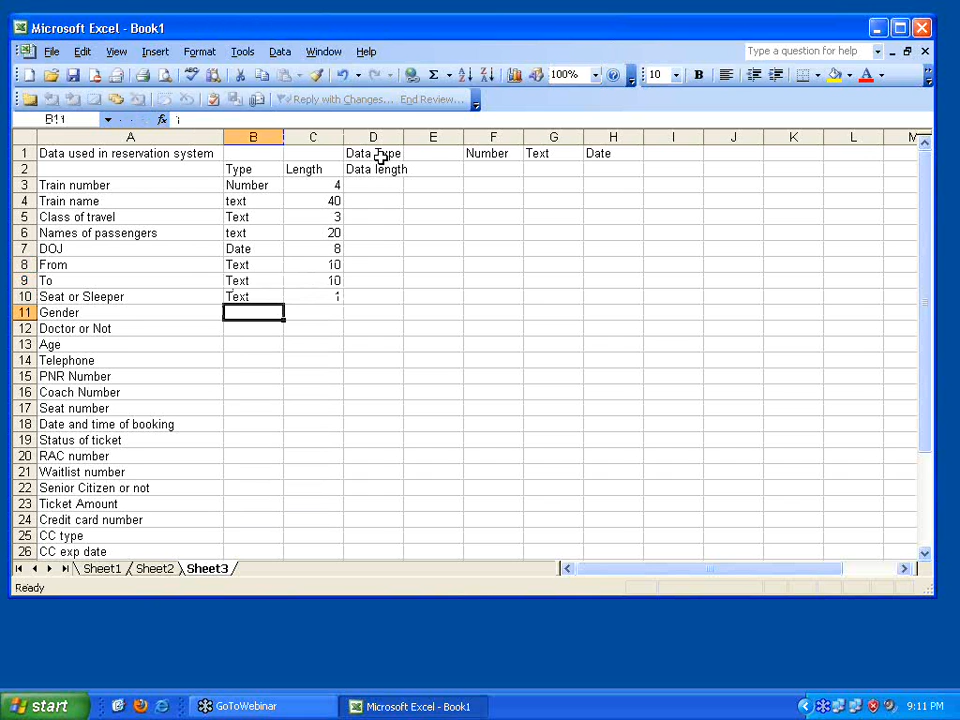 Microsoft Excel - Book1
File Edit View Insert Format Tools Data Window Help
Type a question for help
100% 10 B A
Reply with Changes... End Review...
B11 fx
A B C D E F G H I J K L M
1 Data used in reservation system Data Type Number Text Date
2 Type Length Data length
3 Train number Number 4
4 Train name text 40
5 Class of travel Text 3
6 Names of passengers text 20
7 DOJ Date 8
8 From Text 10
9 To Text 10
10 Seat or Sleeper Text 1
11 Gender
12 Doctor or Not
13 Age
14 Telephone
15 PNR Number
16 Coach Number
17 Seat number
18 Date and time of booking
19 Status of ticket
20 RAC number
21 Waitlist number
22 Senior Citizen or not
23 Ticket Amount
24 Credit card number
25 CC type
26 CC exp date
Sheet1 Sheet2 Sheet3
Ready
start GoToWebinar Microsoft Excel - Book1 9:11 PM